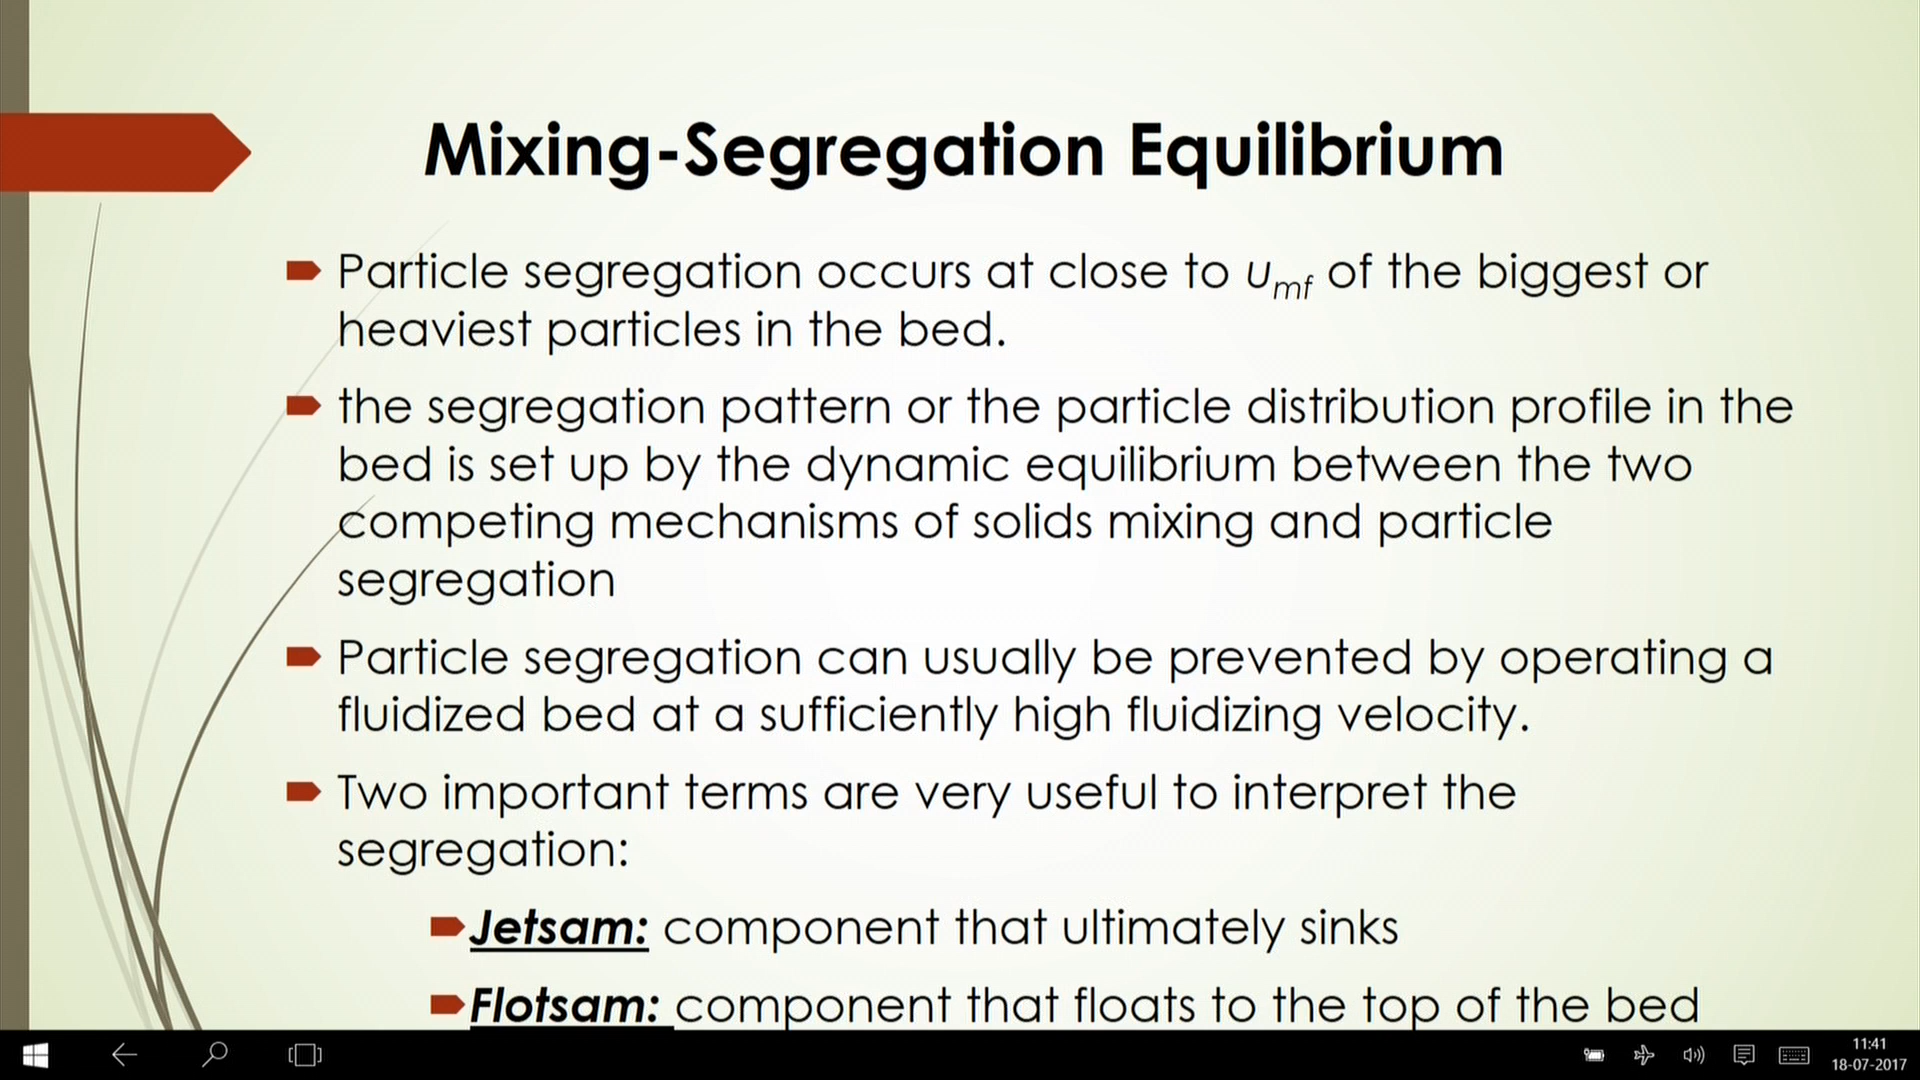 Mixing-Segregation Equilibrium
Particle segregation occurs at close to umf of the biggest or
heaviest particles in the bed.
the segregation pattern or the particle distribution profile in the
bed is set up by the dynamic equilibrium between the two
competing mechanisms of solids mixing and particle
segregation
Particle segregation can usually be prevented by operating a
fluidized bed at a sufficiently high fluidizing velocity.
Two important terms are very useful to interpret the
segregation:
Jetsam: component that ultimately sinks
Flotsam: component that floats to the top of the bed
11:41
18-07-2017